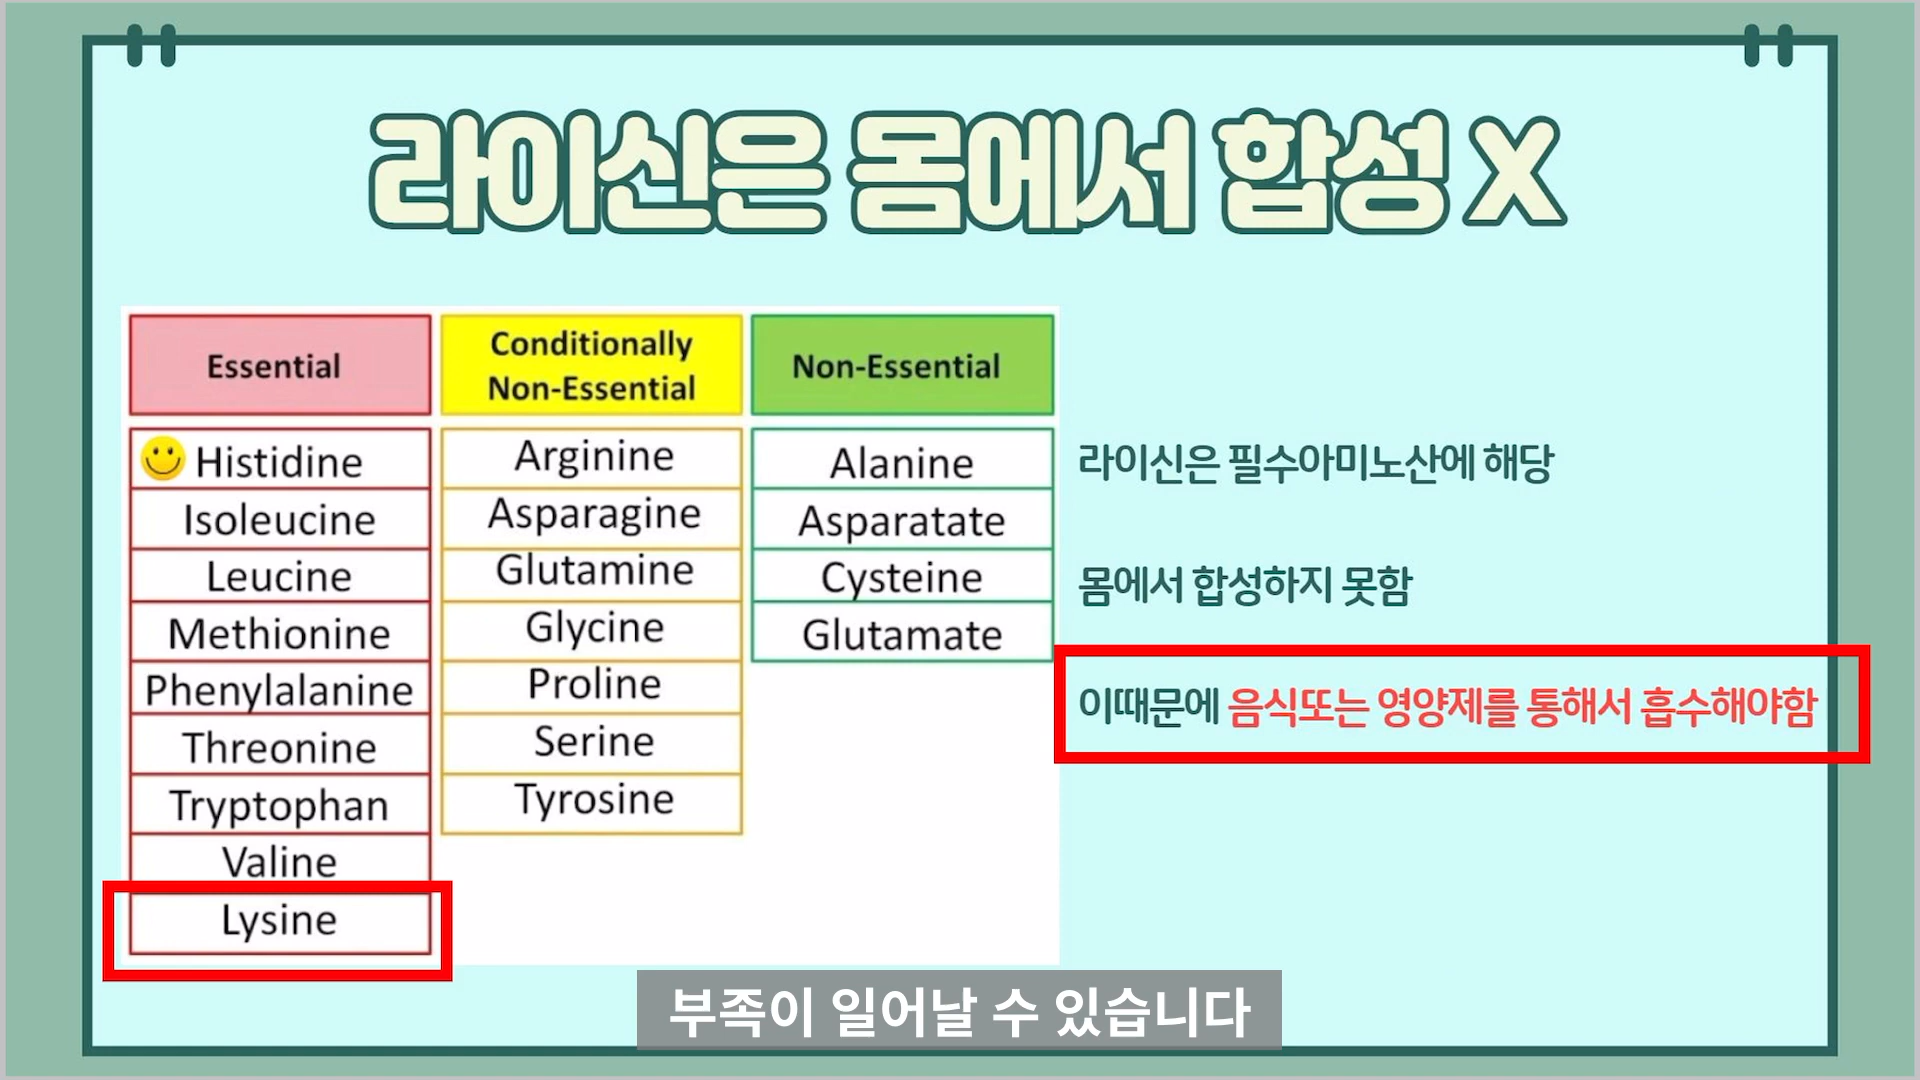 라이신은 몸에서 합성 X
Essential
Conditionally
Non-Essential
Non-Essential
Histidine
Isoleucine
Leucine
Methionine
Phenylalanine
Threonine
Tryptophan
Valine
Lysine
Arginine
Asparagine
Glutamine
Glycine
Proline
Serine
Tyrosine
Alanine
Asparatate
Cysteine
Glutamate
라이신은 필수아미노산에 해당
몸에서 합성하지 못함
이때문에 음식또는 영양제를 통해서 흡수해야함
부족이 일어날 수 있습니다